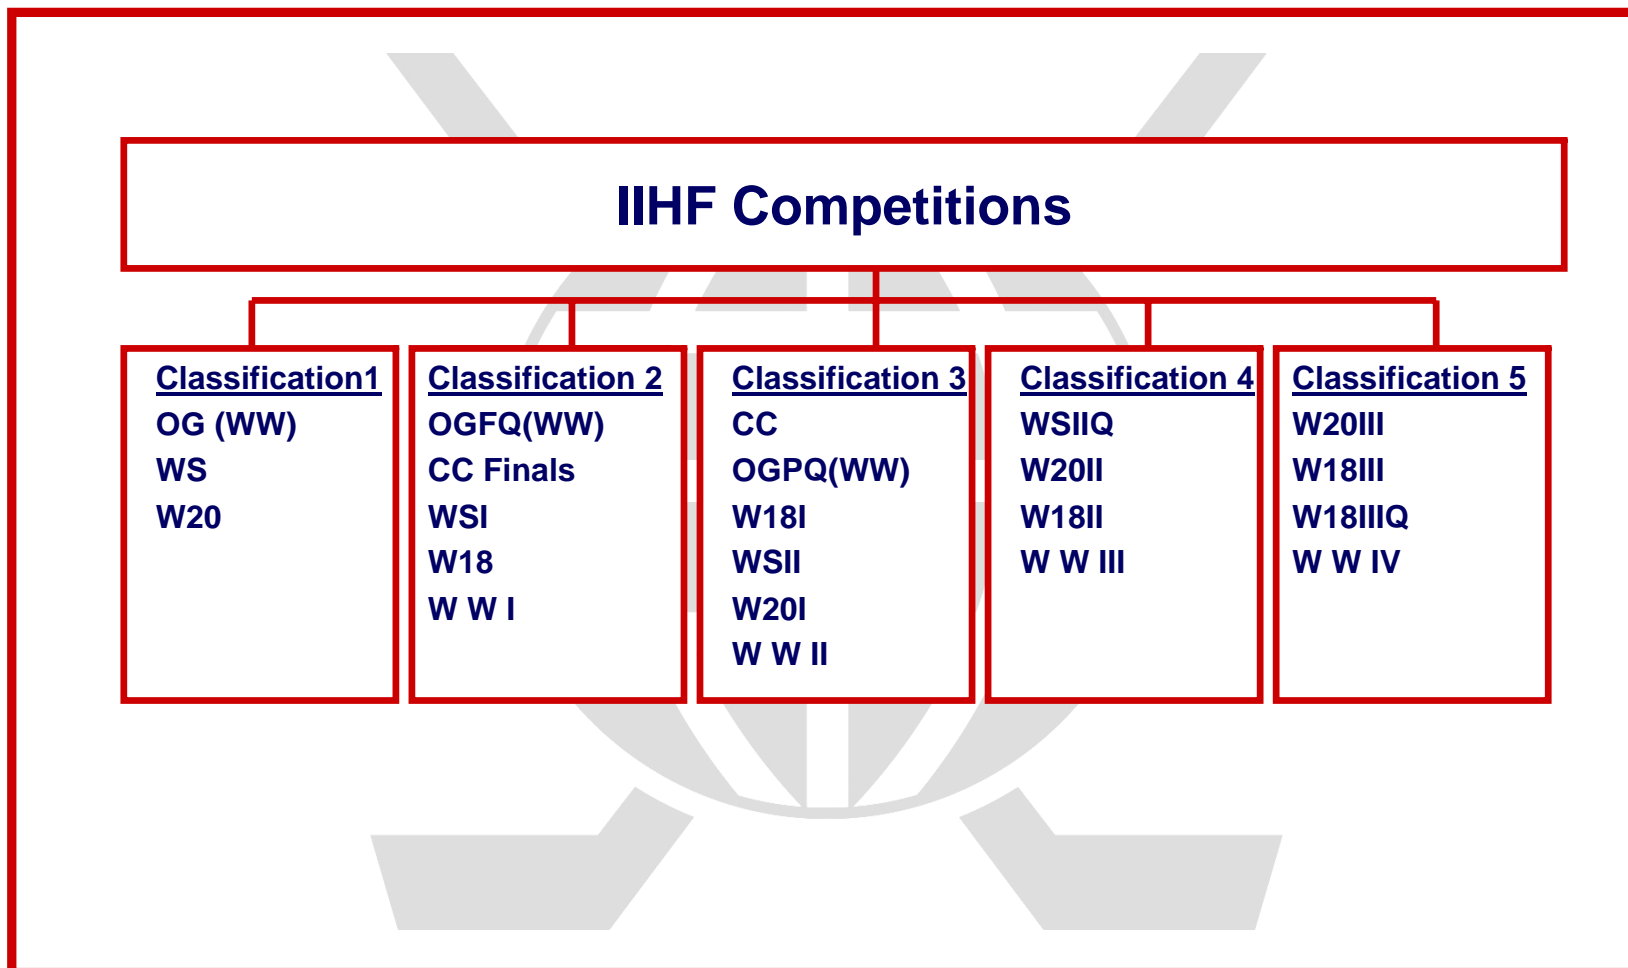 IIHF Competitions
Classification1
OG (WW)
WS
W20
Classification 2
OGFQ(WW)
CC Finals
WSI
W18
W W I
Classification 3
CC
OGPQ(WW)
W18I
WSII
W20I
W W II
Classification 4
WSIIQ
W20II
W18II
W W III
Classification 5
W20III
W18III
W18IIIQ
W W IV